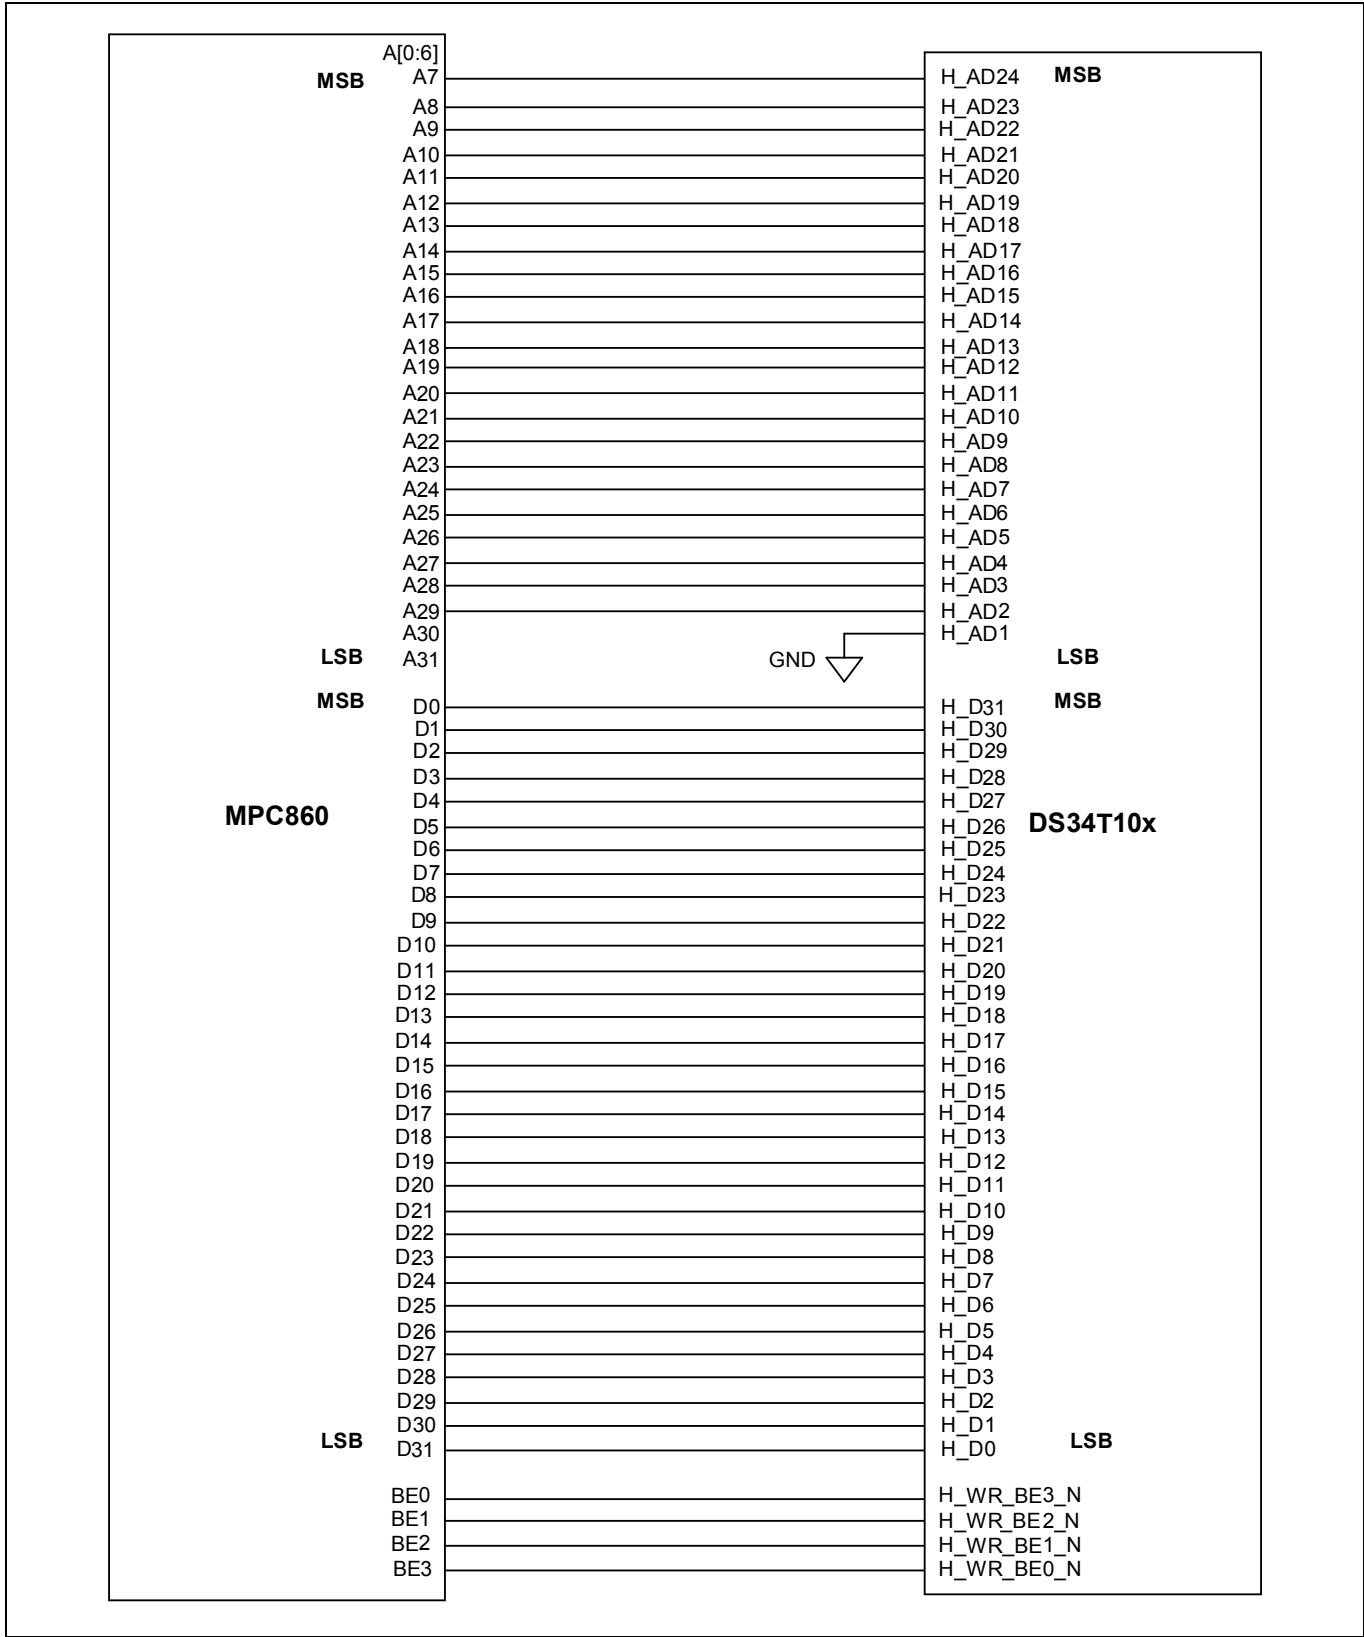 A[0:6]
MSB A7 H_AD24 MSB
A8 H_AD23
A9 H_AD22
A10 H_AD21
A11 H_AD20
A12 H_AD19
A13 H_AD18
A14 H_AD17
A15 H_AD16
A16 H_AD15
A17 H_AD14
A18 H_AD13
A19 H_AD12
A20 H_AD11
A21 H_AD10
A22 H_AD9
A23 H_AD8
A24 H_AD7
A25 H_AD6
A26 H_AD5
A27 H_AD4
A28 H_AD3
A29 H_AD2
A30 H_AD1
LSB A31 GND LSB
MSB D0 H_D31 MSB
D1 H_D30
D2 H_D29
D3 H_D28
D4 H_D27
MPC860 DS34T10x
D5 H_D26
D6 H_D25
D7 H_D24
D8 H_D23
D9 H_D22
D10 H_D21
D11 H_D20
D12 H_D19
D13 H_D18
D14 H_D17
D15 H_D16
D16 H_D15
D17 H_D14
D18 H_D13
D19 H_D12
D20 H_D11
D21 H_D10
D22 H_D9
D23 H_D8
D24 H_D7
D25 H_D6
D26 H_D5
D27 H_D4
D28 H_D3
D29 H_D2
D30 H_D1
LSB D31 H_D0 LSB
BE0 H_WR_BE3_N
BE1 H_WR_BE2_N
BE2 H_WR_BE1_N
BE3 H_WR_BE0_N